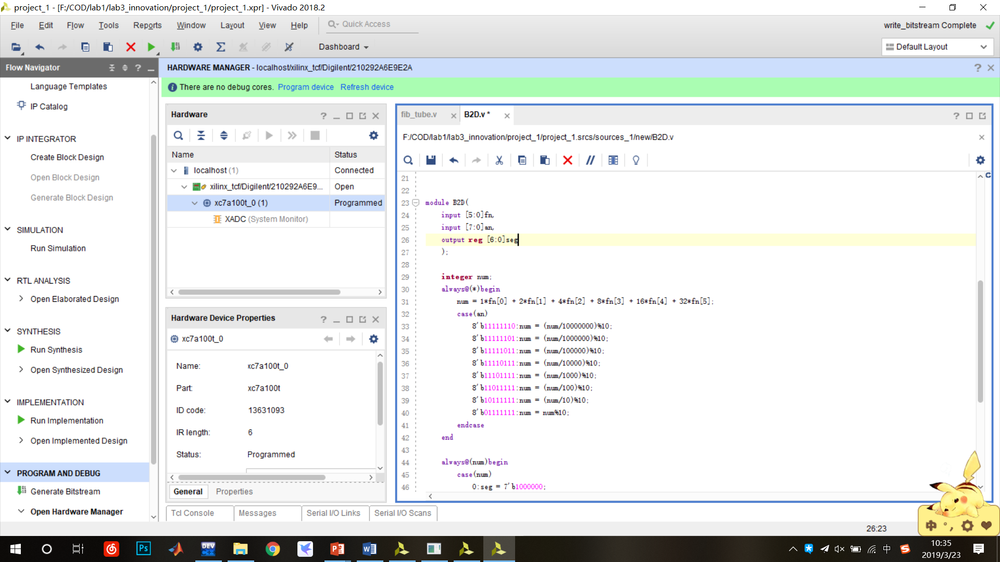 project_1 - [F:/COD/lab1/lab3_innovation/project_1/project_1.xpr] - Vivado 2018.2
File Edit Flow Tools Reports Window Layout View Help Quick Access
write_bitstream Complete
Dashboard
Default Layout
Flow Navigator
Language Templates
IP Catalog
IP INTEGRATOR
Create Block Design
Open Block Design
Generate Block Design
SIMULATION
Run Simulation
RTL ANALYSIS
Open Elaborated Design
SYNTHESIS
Run Synthesis
Open Synthesized Design
IMPLEMENTATION
Run Implementation
Open Implemented Design
PROGRAM AND DEBUG
Generate Bitstream
Open Hardware Manager
HARDWARE MANAGER - localhost/xilinx_tcf/Digilent/210292A6E9E2A
There are no debug cores. Program device Refresh device
Hardware
Name Status
localhost (1) Connected
xilinx_tcf/Digilent/210292A6E9... Open
xc7a100t_0 (1) Programmed
XADC (System Monitor)
Hardware Device Properties
xc7a100t_0
Name: xc7a100t_0
Part: xc7a100t
ID code: 13631093
IR length: 6
Status: Programmed
General Properties
fib_tube.v
B2D.v *
F:/COD/lab1/lab3_innovation/project_1/project_1.srcs/sources_1/new/B2D.v
21
22
23 module B2D(
24 input [5:0]fn,
25 input [7:0]an,
26 output reg [6:0]seg
27 );
28
29 integer num;
30 always@(*)begin
31 num = 1*fn[0] + 2*fn[1] + 4*fn[2] + 8*fn[3] + 16*fn[4] + 32*fn[5];
32 case(an)
33 8'b11111110:num = (num/10000000)%10;
34 8'b11111101:num = (num/1000000)%10;
35 8'b11111011:num = (num/100000)%10;
36 8'b11110111:num = (num/10000)%10;
37 8'b11101111:num = (num/1000)%10;
38 8'b11011111:num = (num/100)%10;
39 8'b10111111:num = (num/10)%10;
40 8'b01111111:num = num%10;
41 endcase
42 end
43
44 always@(num)begin
45 case(num)
46 0:seg = 7'b1000000;
Tcl Console Messages Serial I/O Links Serial I/O Scans
26:23
中
Ps
DEV
中
10:35
2019/3/23